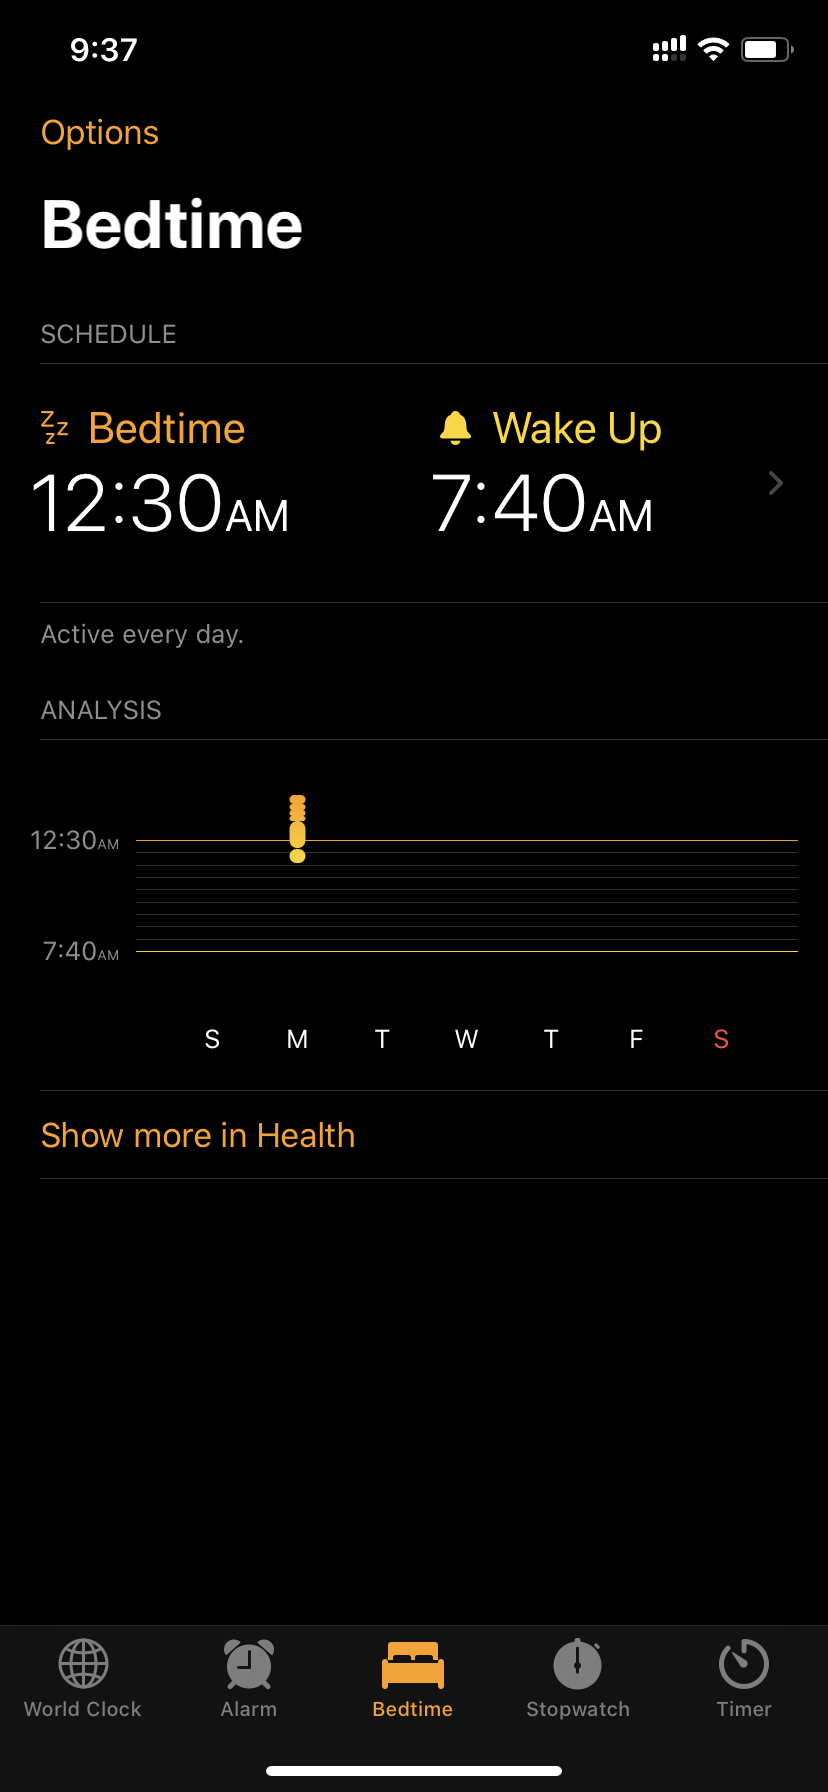 9:37
Options
Bedtime
SCHEDULE
zzz Bedtime Wake Up
12:30AM 7:40AM
Active every day.
ANALYSIS
12:30AM
7:40AM
S M T W T F S
Show more in Health
World Clock Alarm Bedtime Stopwatch Timer